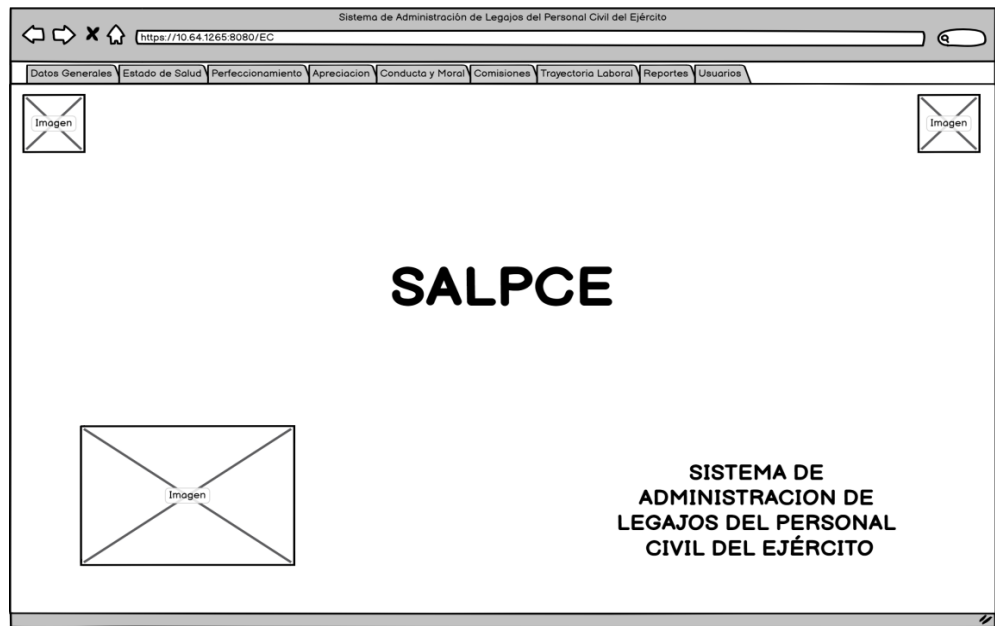 Sistema de Administración de Legajos del Personal Civil del Ejército
https://10.64.1265:8080/EC
Datos Generales Estado de Salud Perfeccionamiento Apreciacion Conducta y Moral Comisiones Trayectoria Laboral Reportes Usuarios
Imagen
Imagen
SALPCE
Imagen
SISTEMA DE
ADMINISTRACION DE
LEGAJOS DEL PERSONAL
CIVIL DEL EJÉRCITO